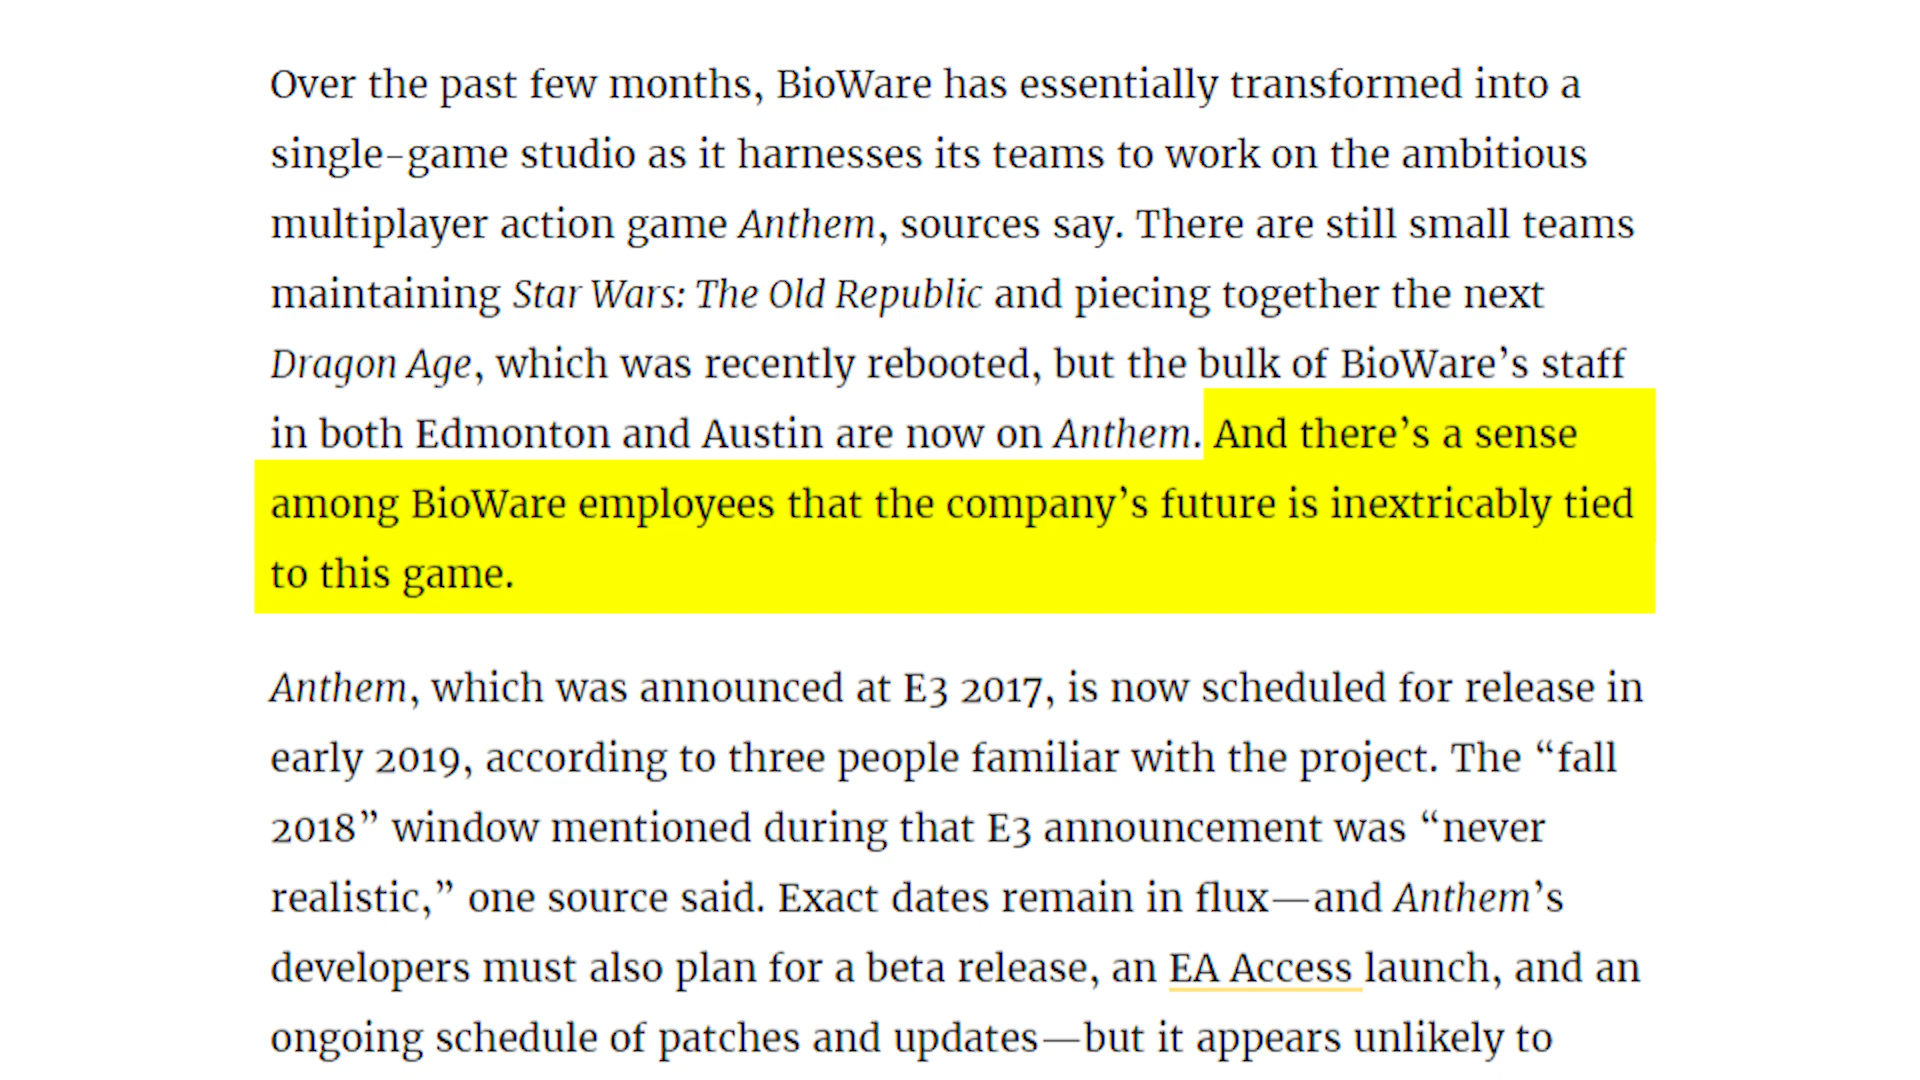 Over the past few months, BioWare has essentially transformed into a
single-game studio as it harnesses its teams to work on the ambitious
multiplayer action game Anthem, sources say. There are still small teams
maintaining Star Wars: The Old Republic and piecing together the next
Dragon Age, which was recently rebooted, but the bulk of BioWare’s staff
in both Edmonton and Austin are now on Anthem. And there’s a sense
among BioWare employees that the company’s future is inextricably tied
to this game.
Anthem, which was announced at E3 2017, is now scheduled for release in
early 2019, according to three people familiar with the project. The “fall
2018” window mentioned during that E3 announcement was “never
realistic,” one source said. Exact dates remain in flux—and Anthem’s
developers must also plan for a beta release, an EA Access launch, and an
ongoing schedule of patches and updates—but it appears unlikely to